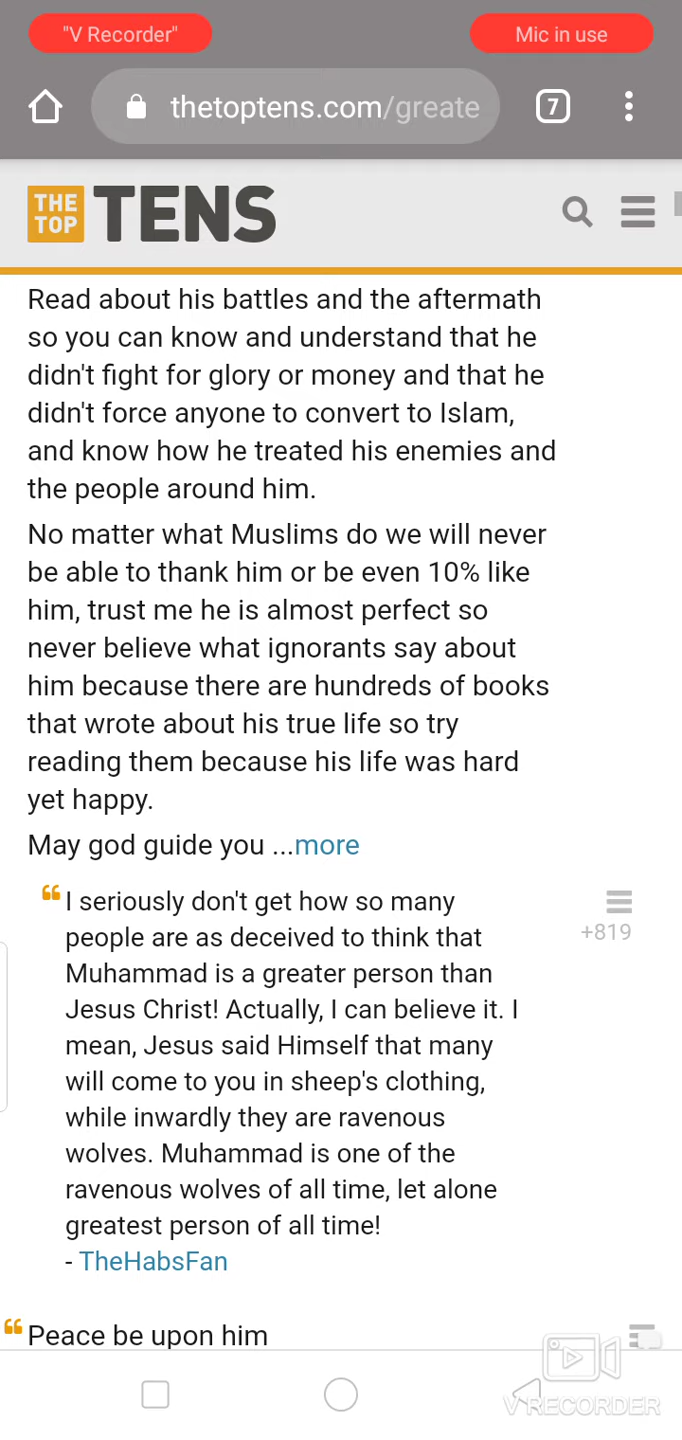 "V Recorder"
Mic in use
thetoptens.com/greate
7
THE TOP TENS
Read about his battles and the aftermath
so you can know and understand that he
didn't fight for glory or money and that he
didn't force anyone to convert to Islam,
and know how he treated his enemies and
the people around him.
No matter what Muslims do we will never
be able to thank him or be even 10% like
him, trust me he is almost perfect so
never believe what ignorants say about
him because there are hundreds of books
that wrote about his true life so try
reading them because his life was hard
yet happy.
May god guide you ...more
“ I seriously don't get how so many
people are as deceived to think that
+819
Muhammad is a greater person than
Jesus Christ! Actually, I can believe it. I
mean, Jesus said Himself that many
will come to you in sheep's clothing,
while inwardly they are ravenous
wolves. Muhammad is one of the
ravenous wolves of all time, let alone
greatest person of all time!
- TheHabsFan
“ Peace be upon him
V RECORDER